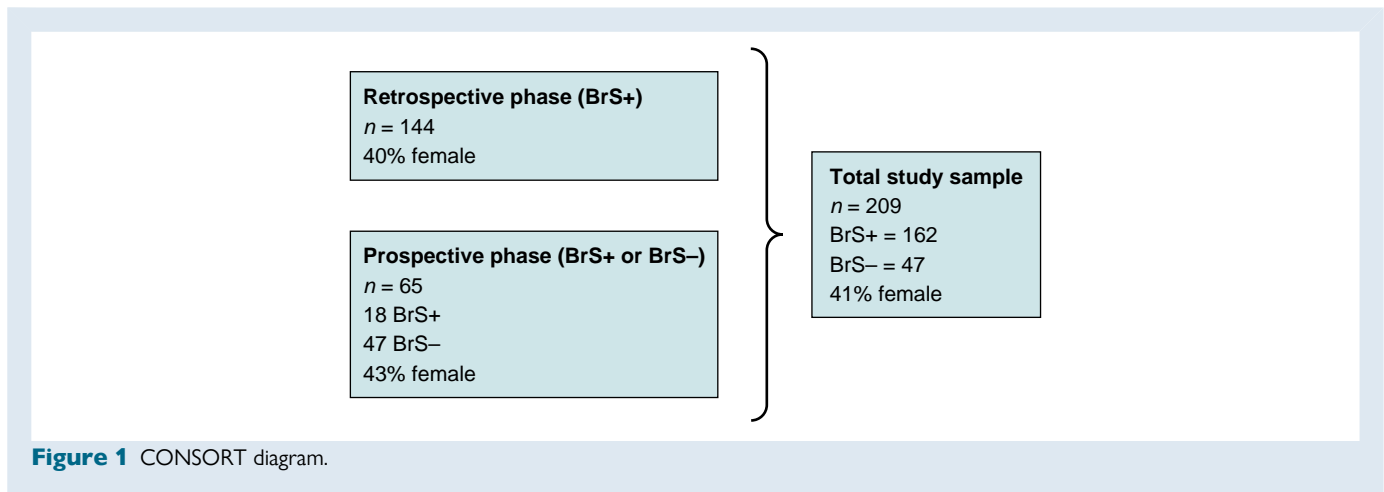 Retrospective phase (BrS+)
n = 144
40% female
Prospective phase (BrS+ or BrS–)
n = 65
18 BrS+
47 BrS–
43% female
Total study sample
n = 209
BrS+ = 162
BrS– = 47
41% female
Figure 1 CONSORT diagram.